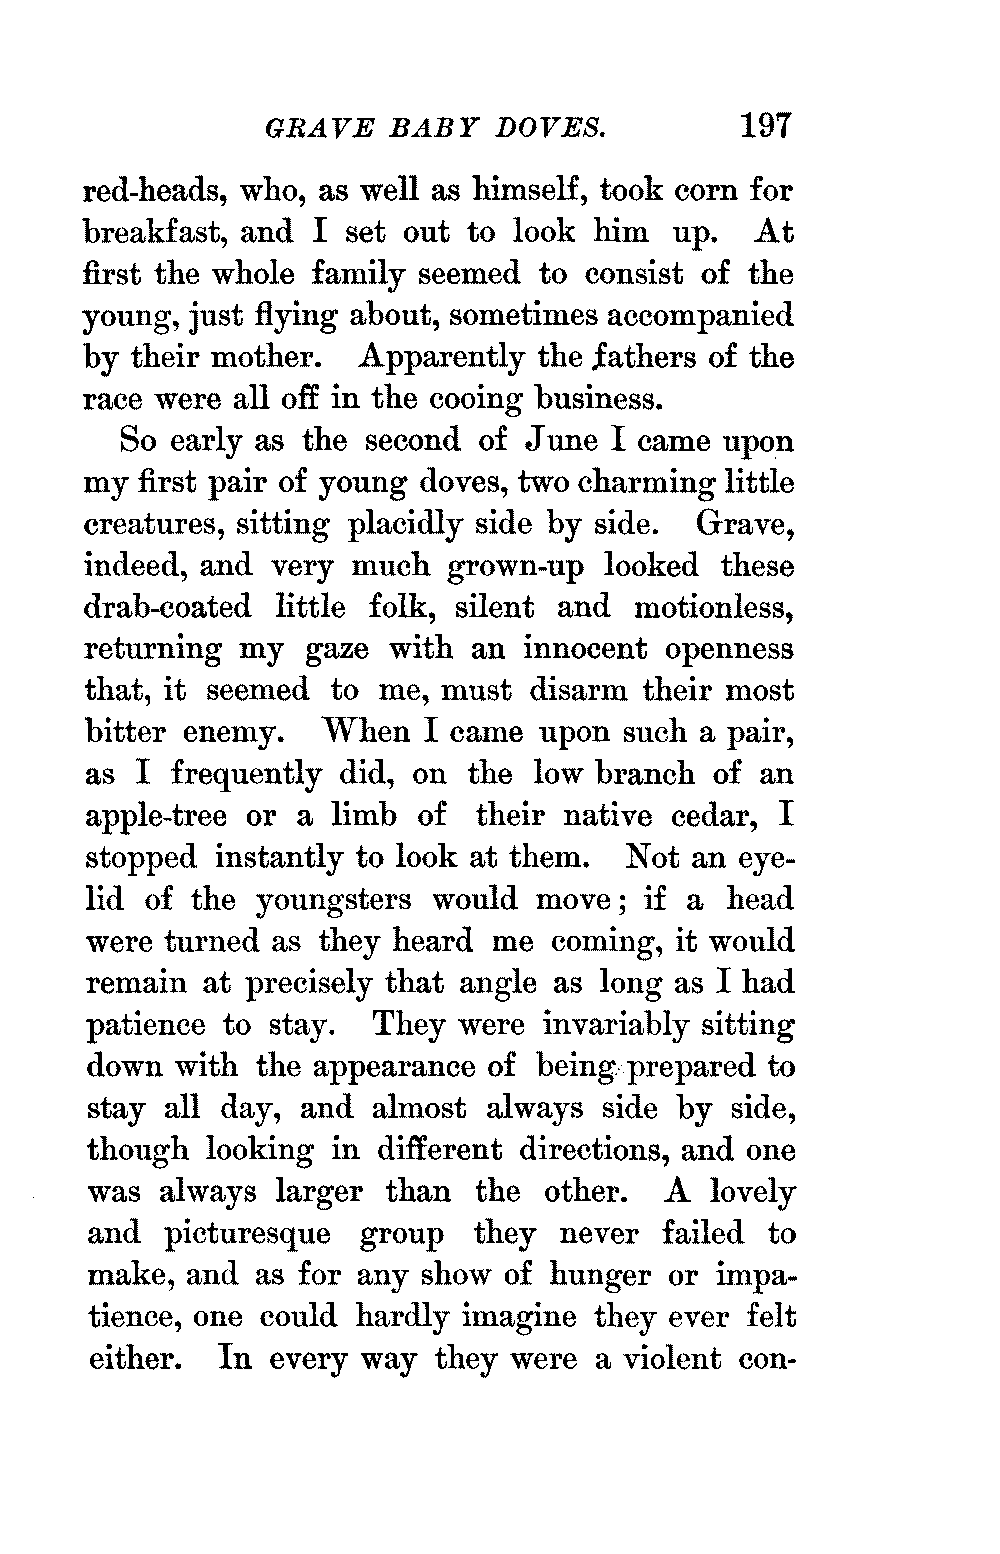 GRAVE BABY DOVES. 197
red-heads, who, as well as himself, took corn for
breakfast, and I set out to look him up. At
first the whole family seemed to consist of the
young, just flying about, sometimes accompanied
by their mother. Apparently the fathers of the
race were all off in the cooing business.
So early as the second of June I came upon
my first pair of young doves, two charming little
creatures, sitting placidly side by side. Grave,
indeed, and very much grown-up looked these
drab-coated little folk, silent and motionless,
returning my gaze with an innocent openness
that, it seemed to me, must disarm their most
bitter enemy. When I came upon such a pair,
as I frequently did, on the low branch of an
apple-tree or a limb of their native cedar, I
stopped instantly to look at them. Not an eye-
lid of the youngsters would move; if a head
were turned as they heard me coming, it would
remain at precisely that angle as long as I had
patience to stay. They were invariably sitting
down with the appearance of being prepared to
stay all day, and almost always side by side,
though looking in different directions, and one
was always larger than the other. A lovely
and picturesque group they never failed to
make, and as for any show of hunger or impa-
tience, one could hardly imagine they ever felt
either. In every way they were a violent con-